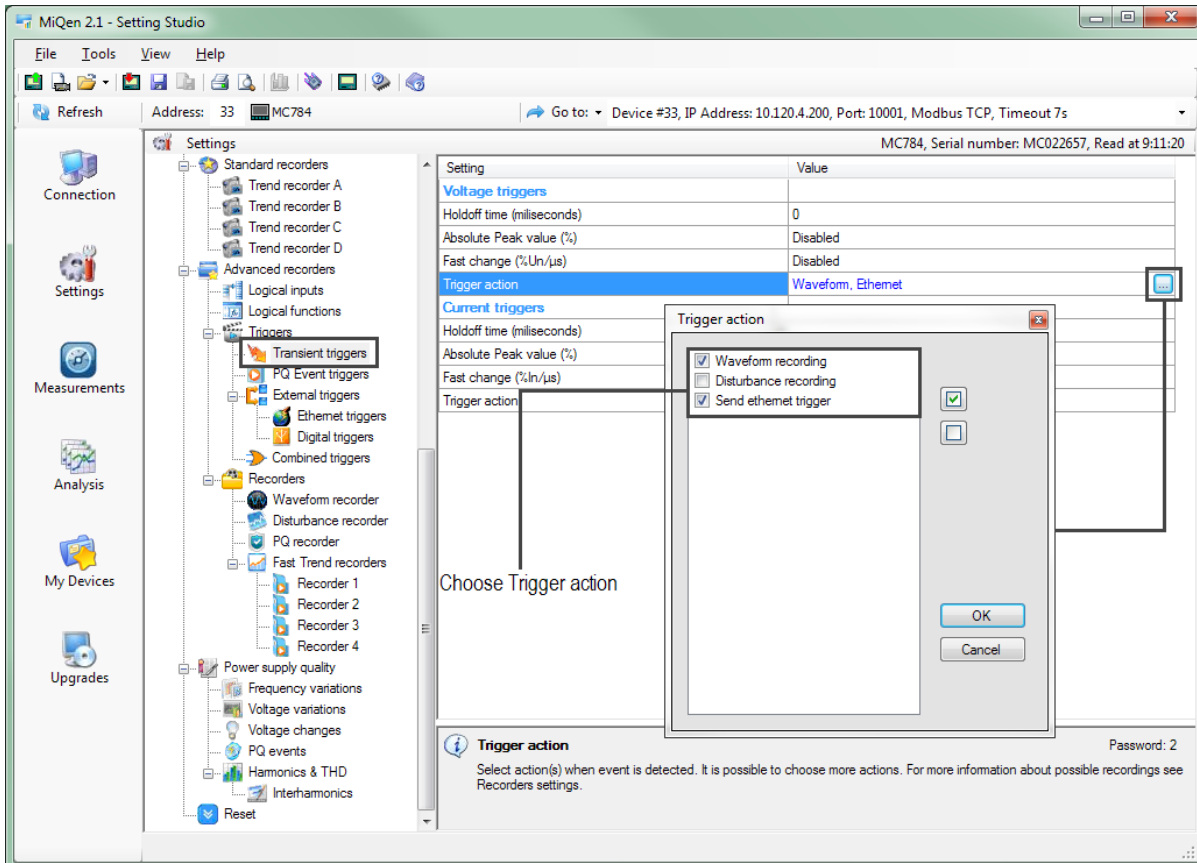 MiQen 2.1 - Setting Studio
File Tools View Help
Refresh Address: 33 MC784 Go to: Device #33, IP Address: 10.120.4.200, Port: 10001, Modbus TCP, Timeout 7s
Connection
Settings
Measurements
Analysis
My Devices
Upgrades
Settings MC784, Serial number: MC022657, Read at 9:11:20
Standard recorders
Trend recorder A
Trend recorder B
Trend recorder C
Trend recorder D
Advanced recorders
Logical inputs
Logical functions
Triggers
Transient triggers
PQ Event triggers
External triggers
Ethernet triggers
Digital triggers
Combined triggers
Recorders
Waveform recorder
Disturbance recorder
PQ recorder
Fast Trend recorders
Recorder 1
Recorder 2
Recorder 3
Recorder 4
Power supply quality
Frequency variations
Voltage variations
Voltage changes
PQ events
Harmonics & THD
Interharmonics
Reset
Setting Value
Voltage triggers
Holdoff time (miliseconds) 0
Absolute Peak value (%) Disabled
Fast change (%Un/µs) Disabled
Trigger action Waveform, Ethernet ...
Current triggers
Holdoff time (miliseconds)
Absolute Peak value (%)
Fast change (%In/µs)
Trigger action
Trigger action
Waveform recording
Disturbance recording
Send ethernet trigger
OK
Cancel
Choose Trigger action
Trigger action Password: 2
Select action(s) when event is detected. It is possible to choose more actions. For more information about possible recordings see
Recorders settings.